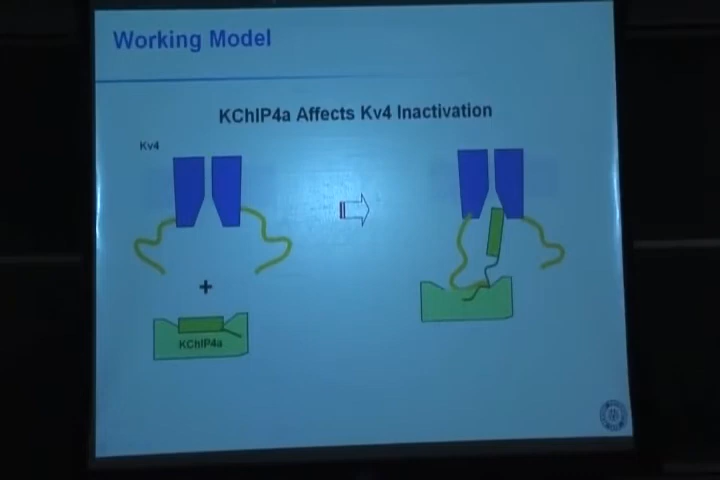 Working Model
KChIP4a Affects Kv4 Inactivation
Kv4
+
KChIP4a